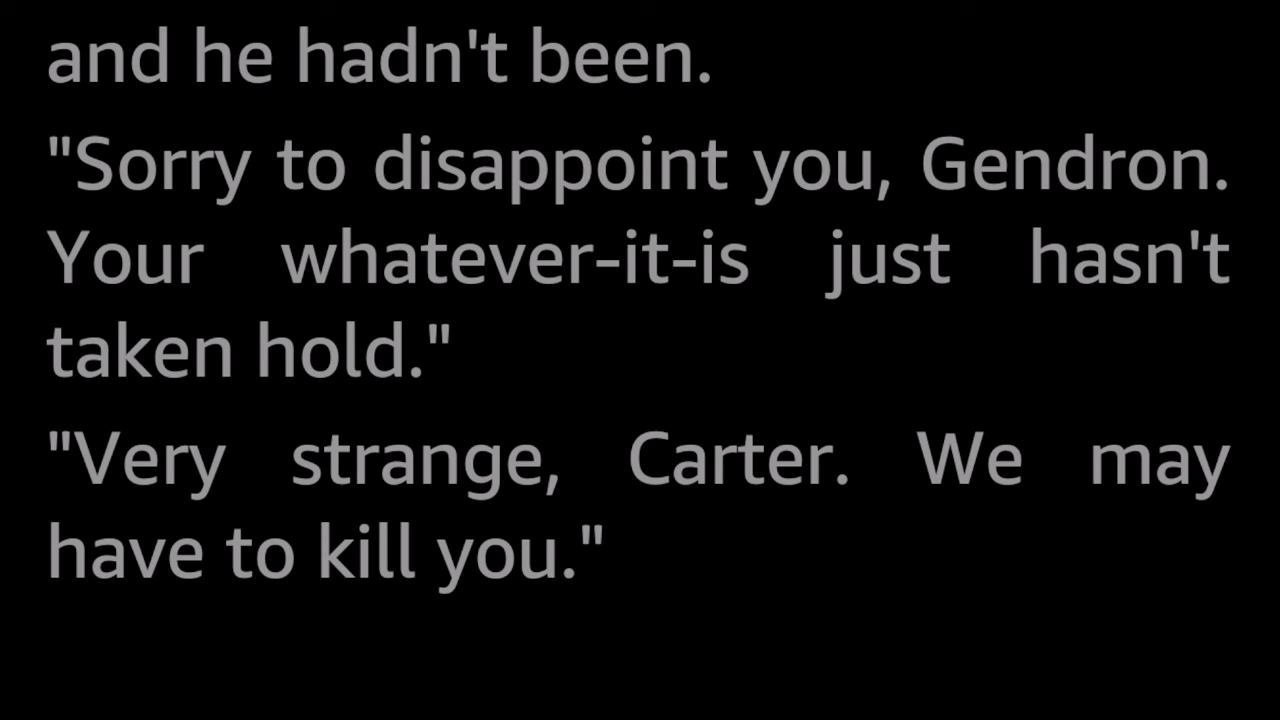 and he hadn't been.
"Sorry to disappoint you, Gendron.
Your whatever-it-is just hasn't
taken hold."
"Very strange, Carter. We may
have to kill you."